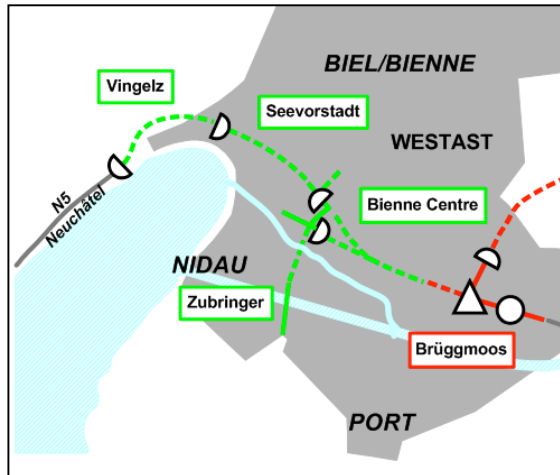 BIEL/BIENNE
Vingelz
Seevorstadt
WESTAST
Bienne Centre
N5
Neuchâtel
NIDAU
Zubringer
Brüggmoos
PORT